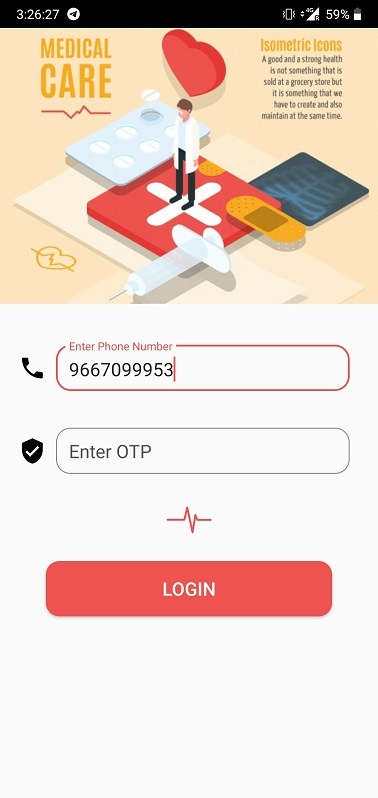 3:26:27
4G
R
59%
MEDICAL
CARE
Isometric Icons
A good and a strong health
is not something that is
sold at a grocery store but
it is something that we
have to create and also
maintain at the same time.
Enter Phone Number
9667099953
Enter OTP
LOGIN